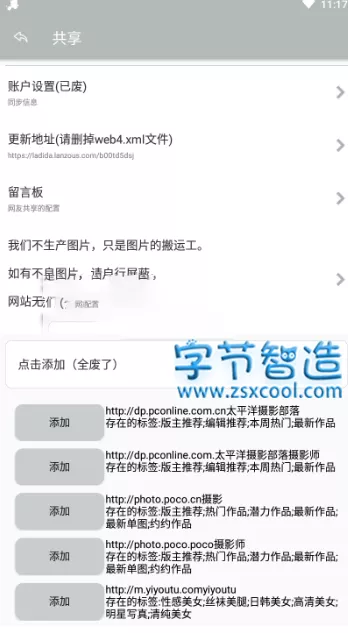 11:17
共享
账户设置(已废)
同步信息
更新地址(请删掉web4.xml文件)
https://ladida.lanzous.com/b00td5dsj
留言板
网友共享的配置
我们不生产图片，只是图片的搬运工。
如有不是图片，请自行屏蔽，
网站无
网配置
点击添加（全废了）
字节智造
www.zsxcool.com
添加
http://dp.pconline.com.cn太平洋摄影部落
存在的标签:版主推荐;编辑推荐;本周热门;最新作品
添加
http://dp.pconline.太平洋摄影部落摄影师
存在的标签:版主推荐;编辑推荐;本周热门;最新作品
添加
http://photo.poco.cn摄影
存在的标签:版主推荐;热门作品;潜力作品;最新作品;
最新单图;约约作品
添加
http://photo.poco.poco摄影师
存在的标签:版主推荐;热门作品;潜力作品;最新作品;
最新单图;约约作品
添加
http://m.yiyoutu.comyiyoutu
存在的标签:性感美女;丝袜美腿;日韩美女;高清美女;
明星写真;清纯美女